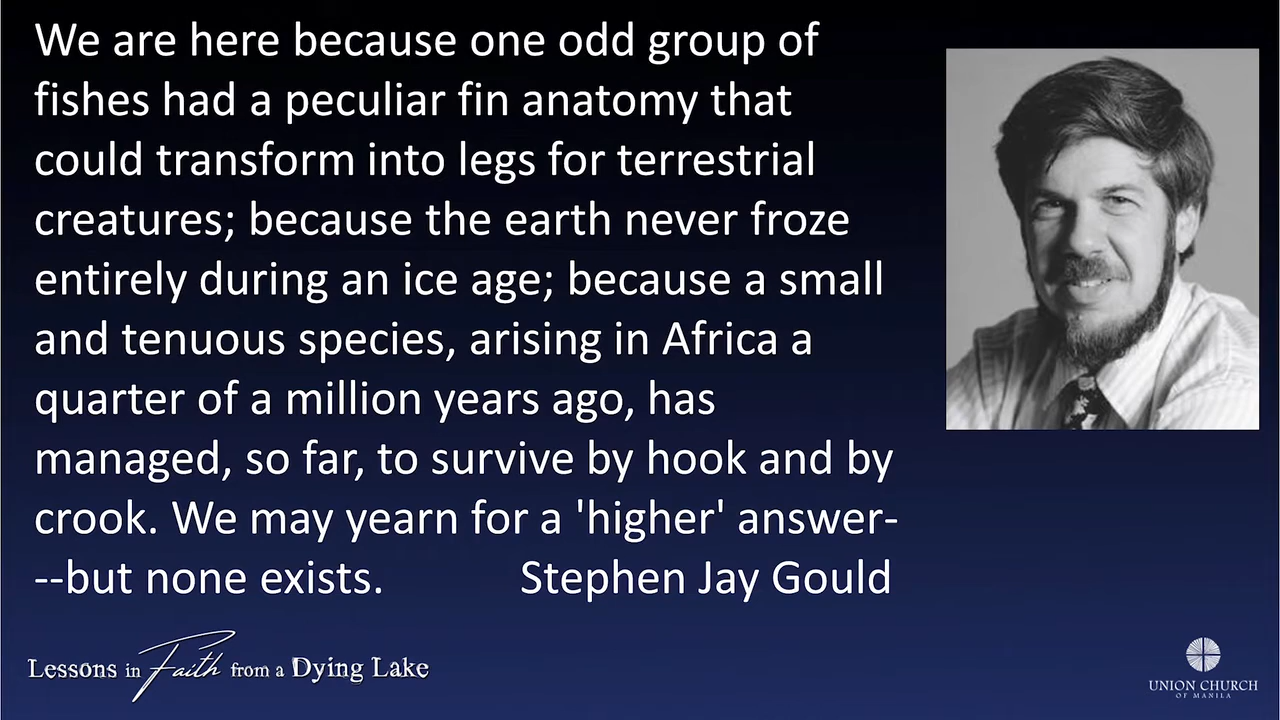 We are here because one odd group of
fishes had a peculiar fin anatomy that
could transform into legs for terrestrial
creatures; because the earth never froze
entirely during an ice age; because a small
and tenuous species, arising in Africa a
quarter of a million years ago, has
managed, so far, to survive by hook and by
crook. We may yearn for a 'higher' answer-
--but none exists. Stephen Jay Gould
Lessons in Faith from a Dying Lake
UNION CHURCH
OF MANILA